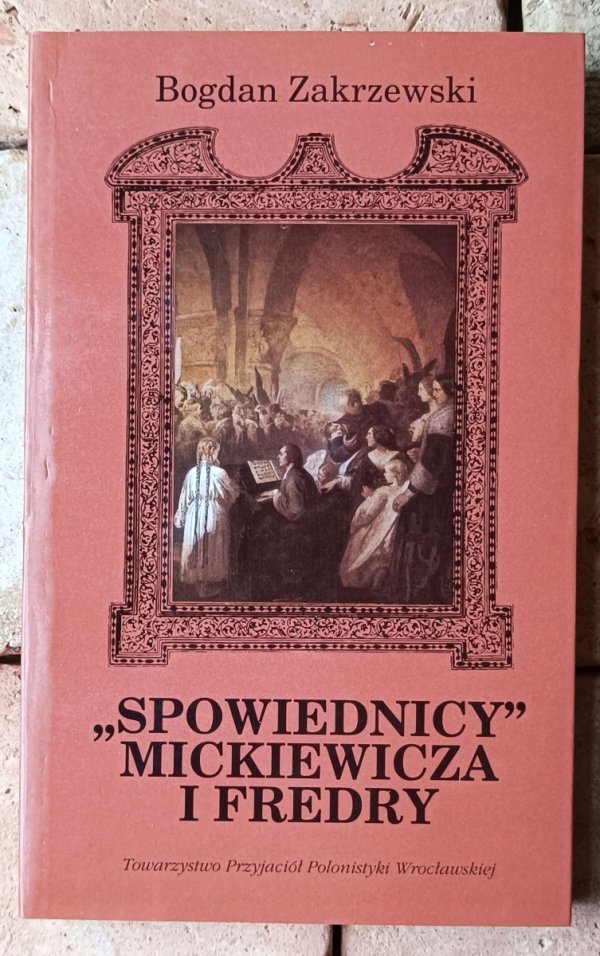 Bogdan Zakrzewski
„SPOWIEDNICY”
MICKIEWICZA
I FREDRY
Towarzystwo Przyjaciół Polonistyki Wrocławskiej